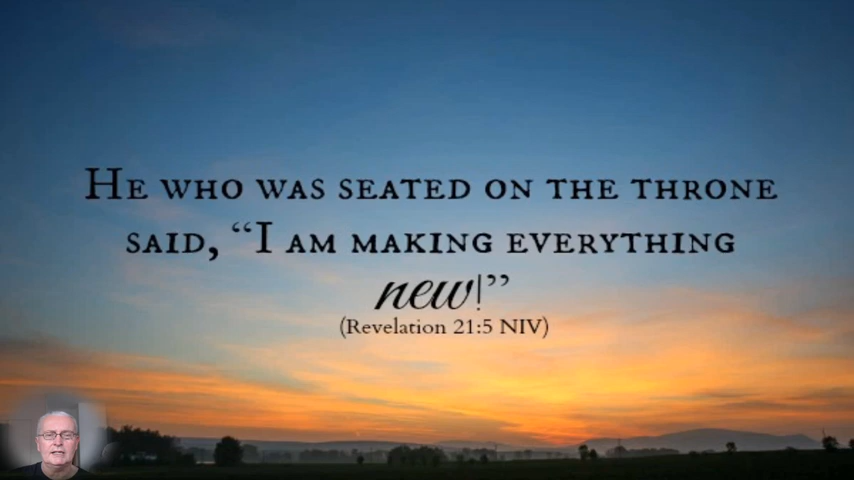 He who was seated on the throne
said, “I am making everything
new!”
(Revelation 21:5 NIV)